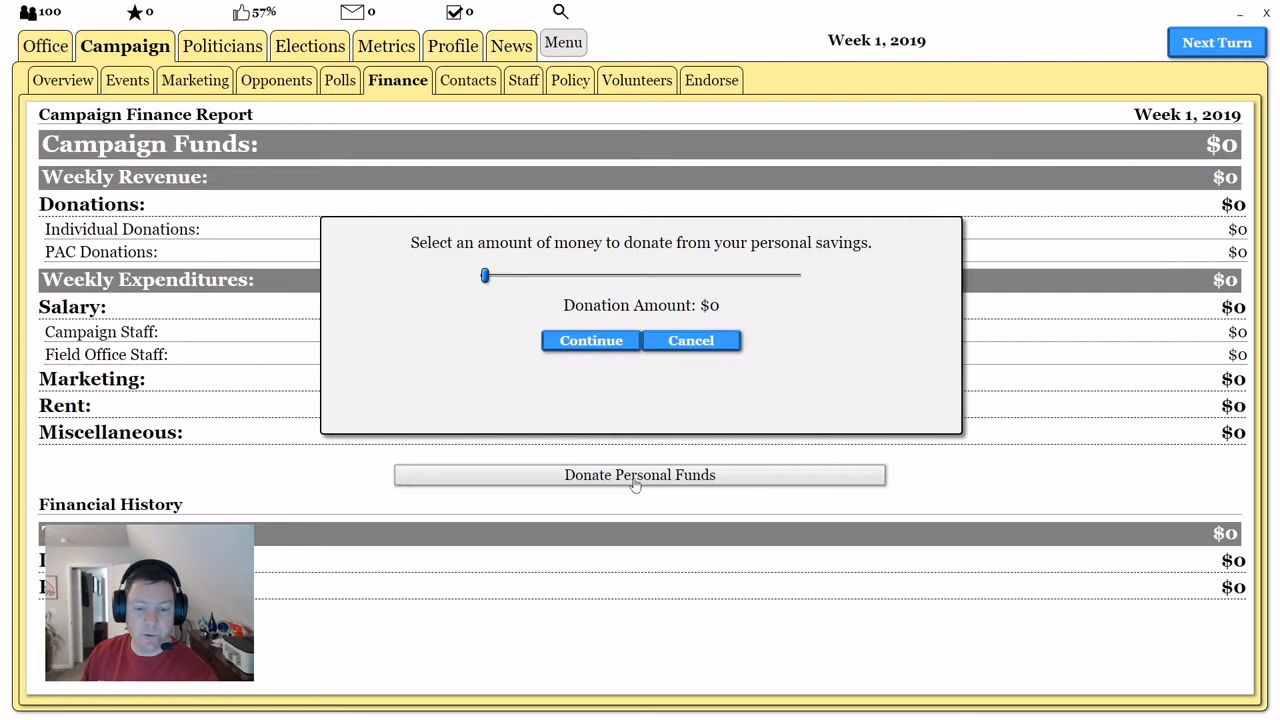 100 0 57% 0 0 _ X
Office Campaign Politicians Elections Metrics Profile News Menu Week 1, 2019 Next Turn
Overview Events Marketing Opponents Polls Finance Contacts Staff Policy Volunteers Endorse
Campaign Finance Report Week 1, 2019
Campaign Funds: $0
Weekly Revenue: $0
Donations: $0
Individual Donations: $0
PAC Donations: $0
Weekly Expenditures: $0
Salary: $0
Campaign Staff: $0
Field Office Staff: $0
Marketing: $0
Rent: $0
Miscellaneous: $0
Select an amount of money to donate from your personal savings.
Donation Amount: $0
Continue Cancel
Donate Personal Funds
Financial History
$0
$0
$0